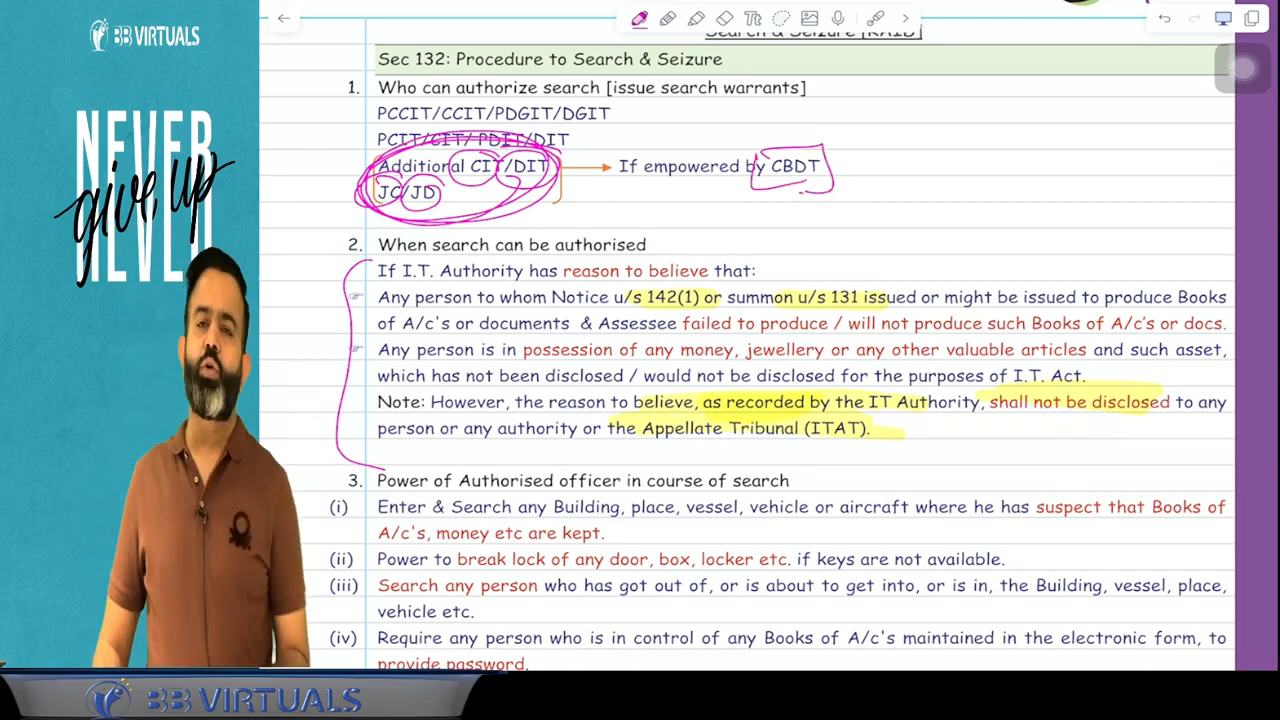 BB VIRTUALS
NEVER
give up
NEVER
Search & Seizure [RAID]
Sec 132: Procedure to Search & Seizure
1. Who can authorize search [issue search warrants]
PCCIT/CCIT/PDGIT/DGIT
PCIT/CIT/ PDIT/DIT
Additional CIT/DIT If empowered by CBDT
JC/JD
2. When search can be authorised
If I.T. Authority has reason to believe that:
Any person to whom Notice u/s 142(1) or summon u/s 131 issued or might be issued to produce Books
of A/c's or documents & Assessee failed to produce / will not produce such Books of A/c's or docs.
Any person is in possession of any money, jewellery or any other valuable articles and such asset,
which has not been disclosed / would not be disclosed for the purposes of I.T. Act.
Note: However, the reason to believe, as recorded by the IT Authority, shall not be disclosed to any
person or any authority or the Appellate Tribunal (ITAT).
3. Power of Authorised officer in course of search
(i) Enter & Search any Building, place, vessel, vehicle or aircraft where he has suspect that Books of
A/c's, money etc are kept.
(ii) Power to break lock of any door, box, locker etc. if keys are not available.
(iii) Search any person who has got out of, or is about to get into, or is in, the Building, vessel, place,
vehicle etc.
(iv) Require any person who is in control of any Books of A/c's maintained in the electronic form, to
provide password.
BB VIRTUALS